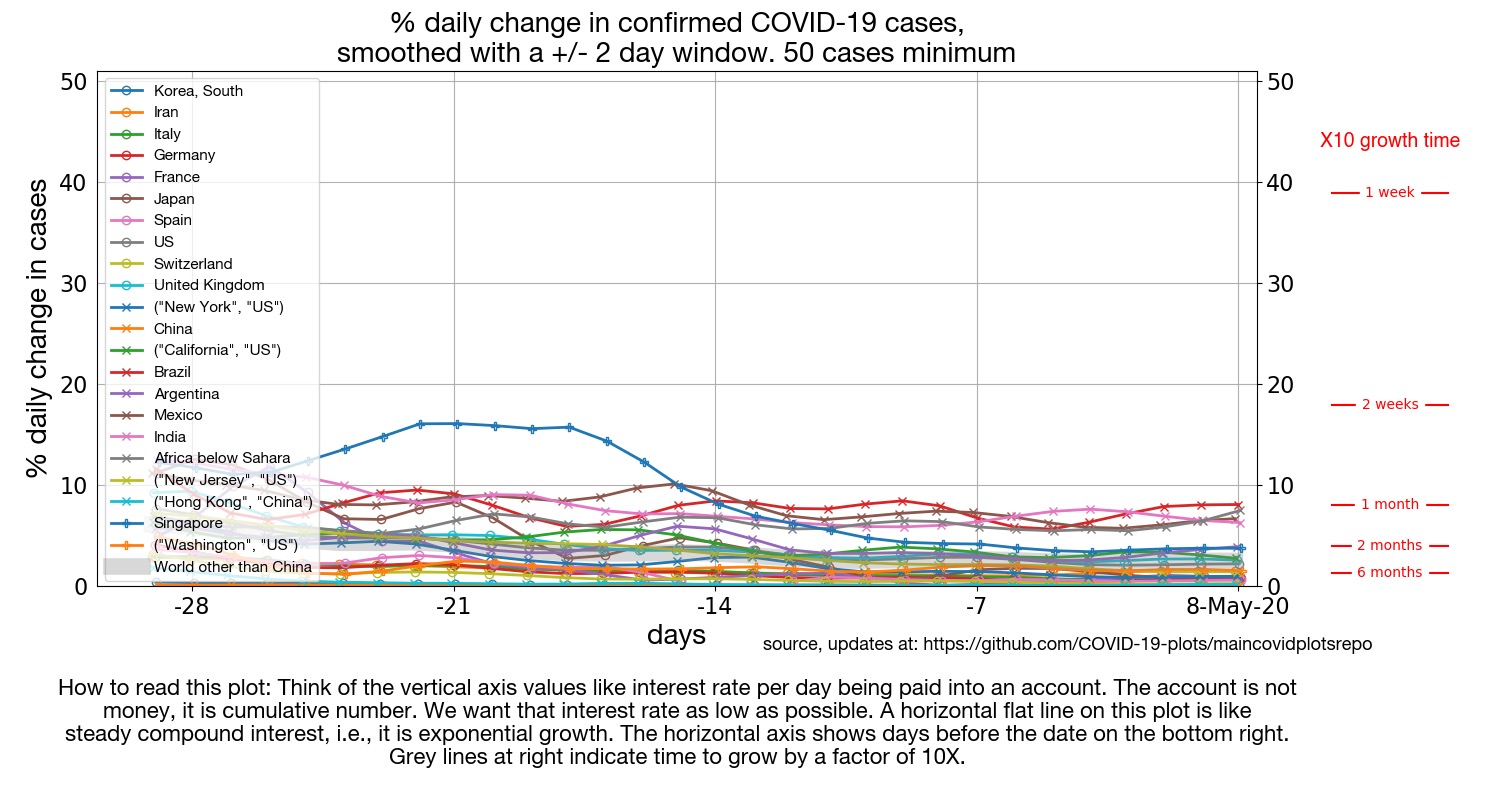 % daily change in confirmed COVID-19 cases,
smoothed with a +/- 2 day window. 50 cases minimum
% daily change in cases
50
40
30
20
10
0
Korea, South
Iran
Italy
Germany
France
Japan
Spain
US
Switzerland
United Kingdom
("New York", "US")
China
("California", "US")
Brazil
Argentina
Mexico
India
Africa below Sahara
("New Jersey", "US")
("Hong Kong", "China")
Singapore
("Washington", "US")
World other than China
50
40
30
20
10
0
X10 growth time
1 week
2 weeks
1 month
2 months
6 months
-28
-21
-14
-7
8-May-20
days
source, updates at: https://github.com/COVID-19-plots/maincovidplotsrepo
How to read this plot: Think of the vertical axis values like interest rate per day being paid into an account. The account is not
money, it is cumulative number. We want that interest rate as low as possible. A horizontal flat line on this plot is like
steady compound interest, i.e., it is exponential growth. The horizontal axis shows days before the date on the bottom right.
Grey lines at right indicate time to grow by a factor of 10X.